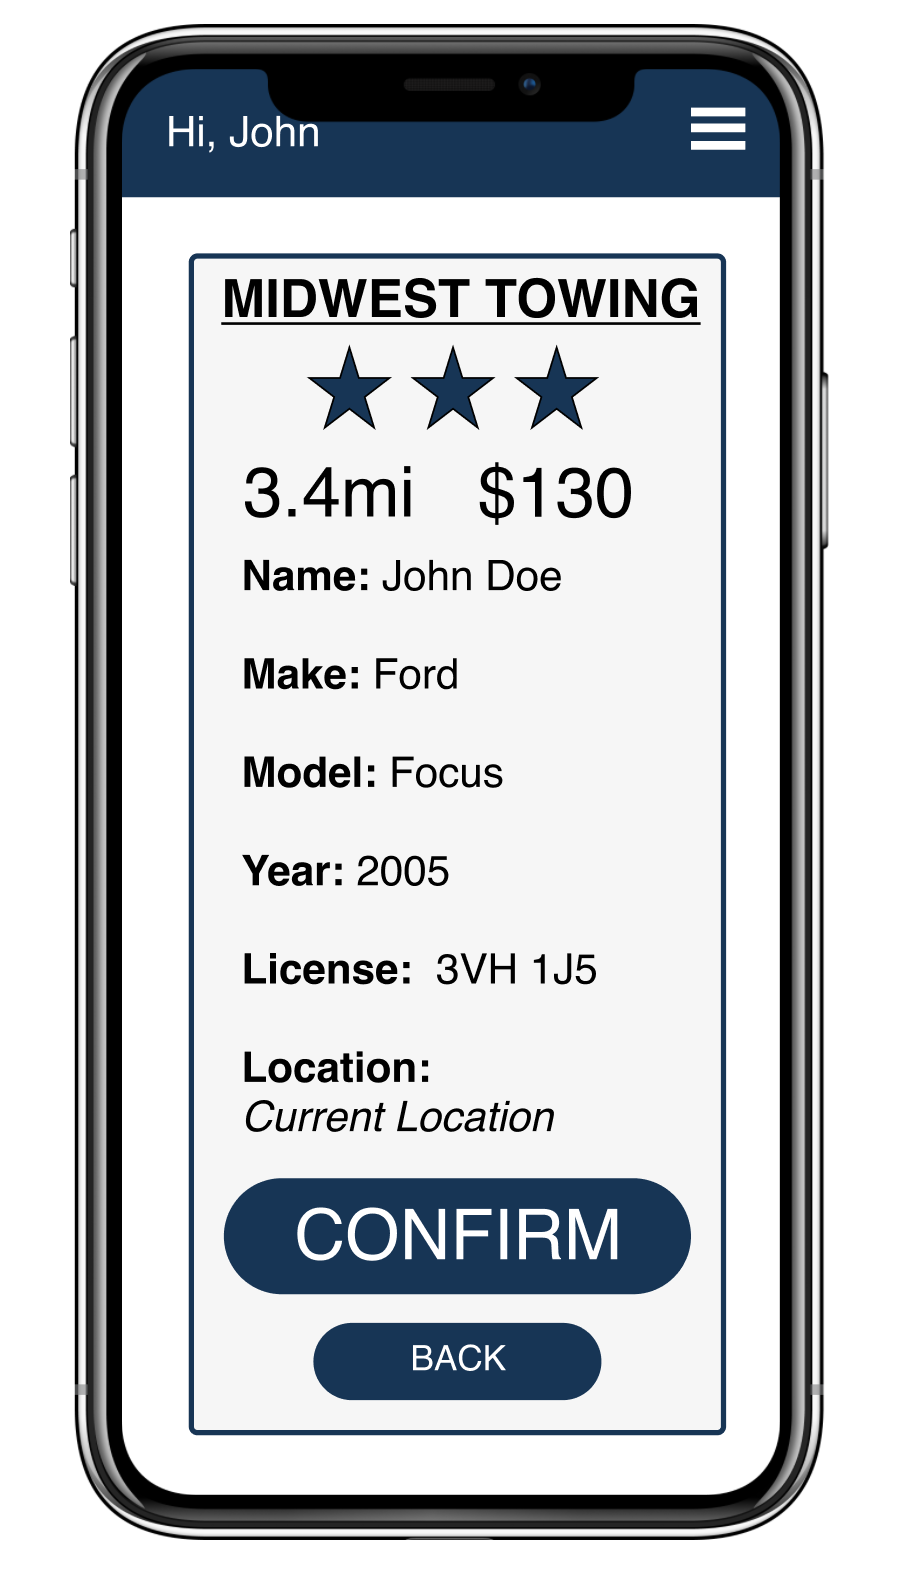 Hi, John
MIDWEST TOWING
3.4mi $130
Name: John Doe
Make: Ford
Model: Focus
Year: 2005
License: 3VH 1J5
Location:
Current Location
CONFIRM
BACK